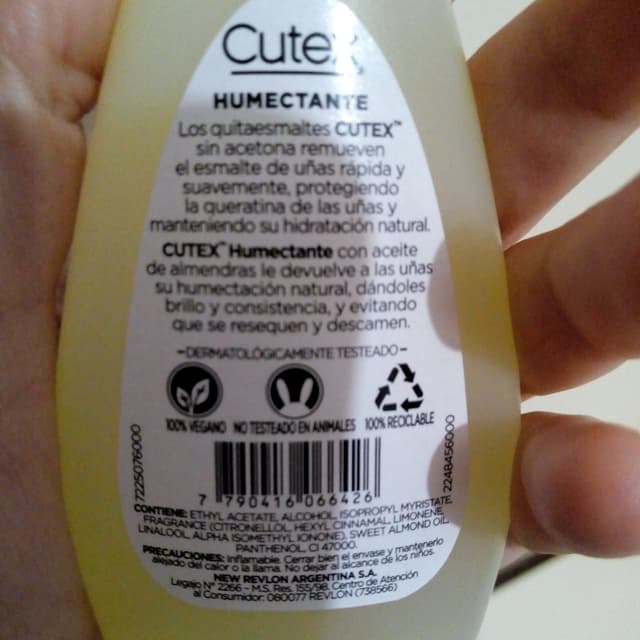 Cutex
HUMECTANTE
Los quitaesmaltes CUTEX™
sin acetona remueven
el esmalte de uñas rápida y
suavemente, protegiendo
la queratina de las uñas y
manteniendo su hidratación natural.
CUTEX™ Humectante con aceite
de almendras le devuelve a las uñas
su humectación natural, dándoles
brillo y consistencia, y evitando
que se resequen y descamen.
–DERMATOLÓGICAMENTE TESTEADO–
100% VEGANO NO TESTEADO EN ANIMALES 100% RECICLABLE
07225076000
2248456000
7 790416 066426
CONTIENE: ETHYL ACETATE, ALCOHOL, ISOPROPYL MYRISTATE,
FRAGRANCE (CITRONELLOL, HEXYL CINNAMAL, LIMONENE,
LINALOOL, ALPHA ISOMETHYL IONONE), SWEET ALMOND OIL,
PANTHENOL, CI 47000.
PRECAUCIONES: Inflamable. Cerrar bien el envase y mantenerlo
alejado del calor o la llama. No dejar al alcance de los niños.
NEW REVLON ARGENTINA S.A.
Legajo N° 2266 - M.S. Res. 155/98. Centro de Atención
al Consumidor: 080077 REVLON (738566)